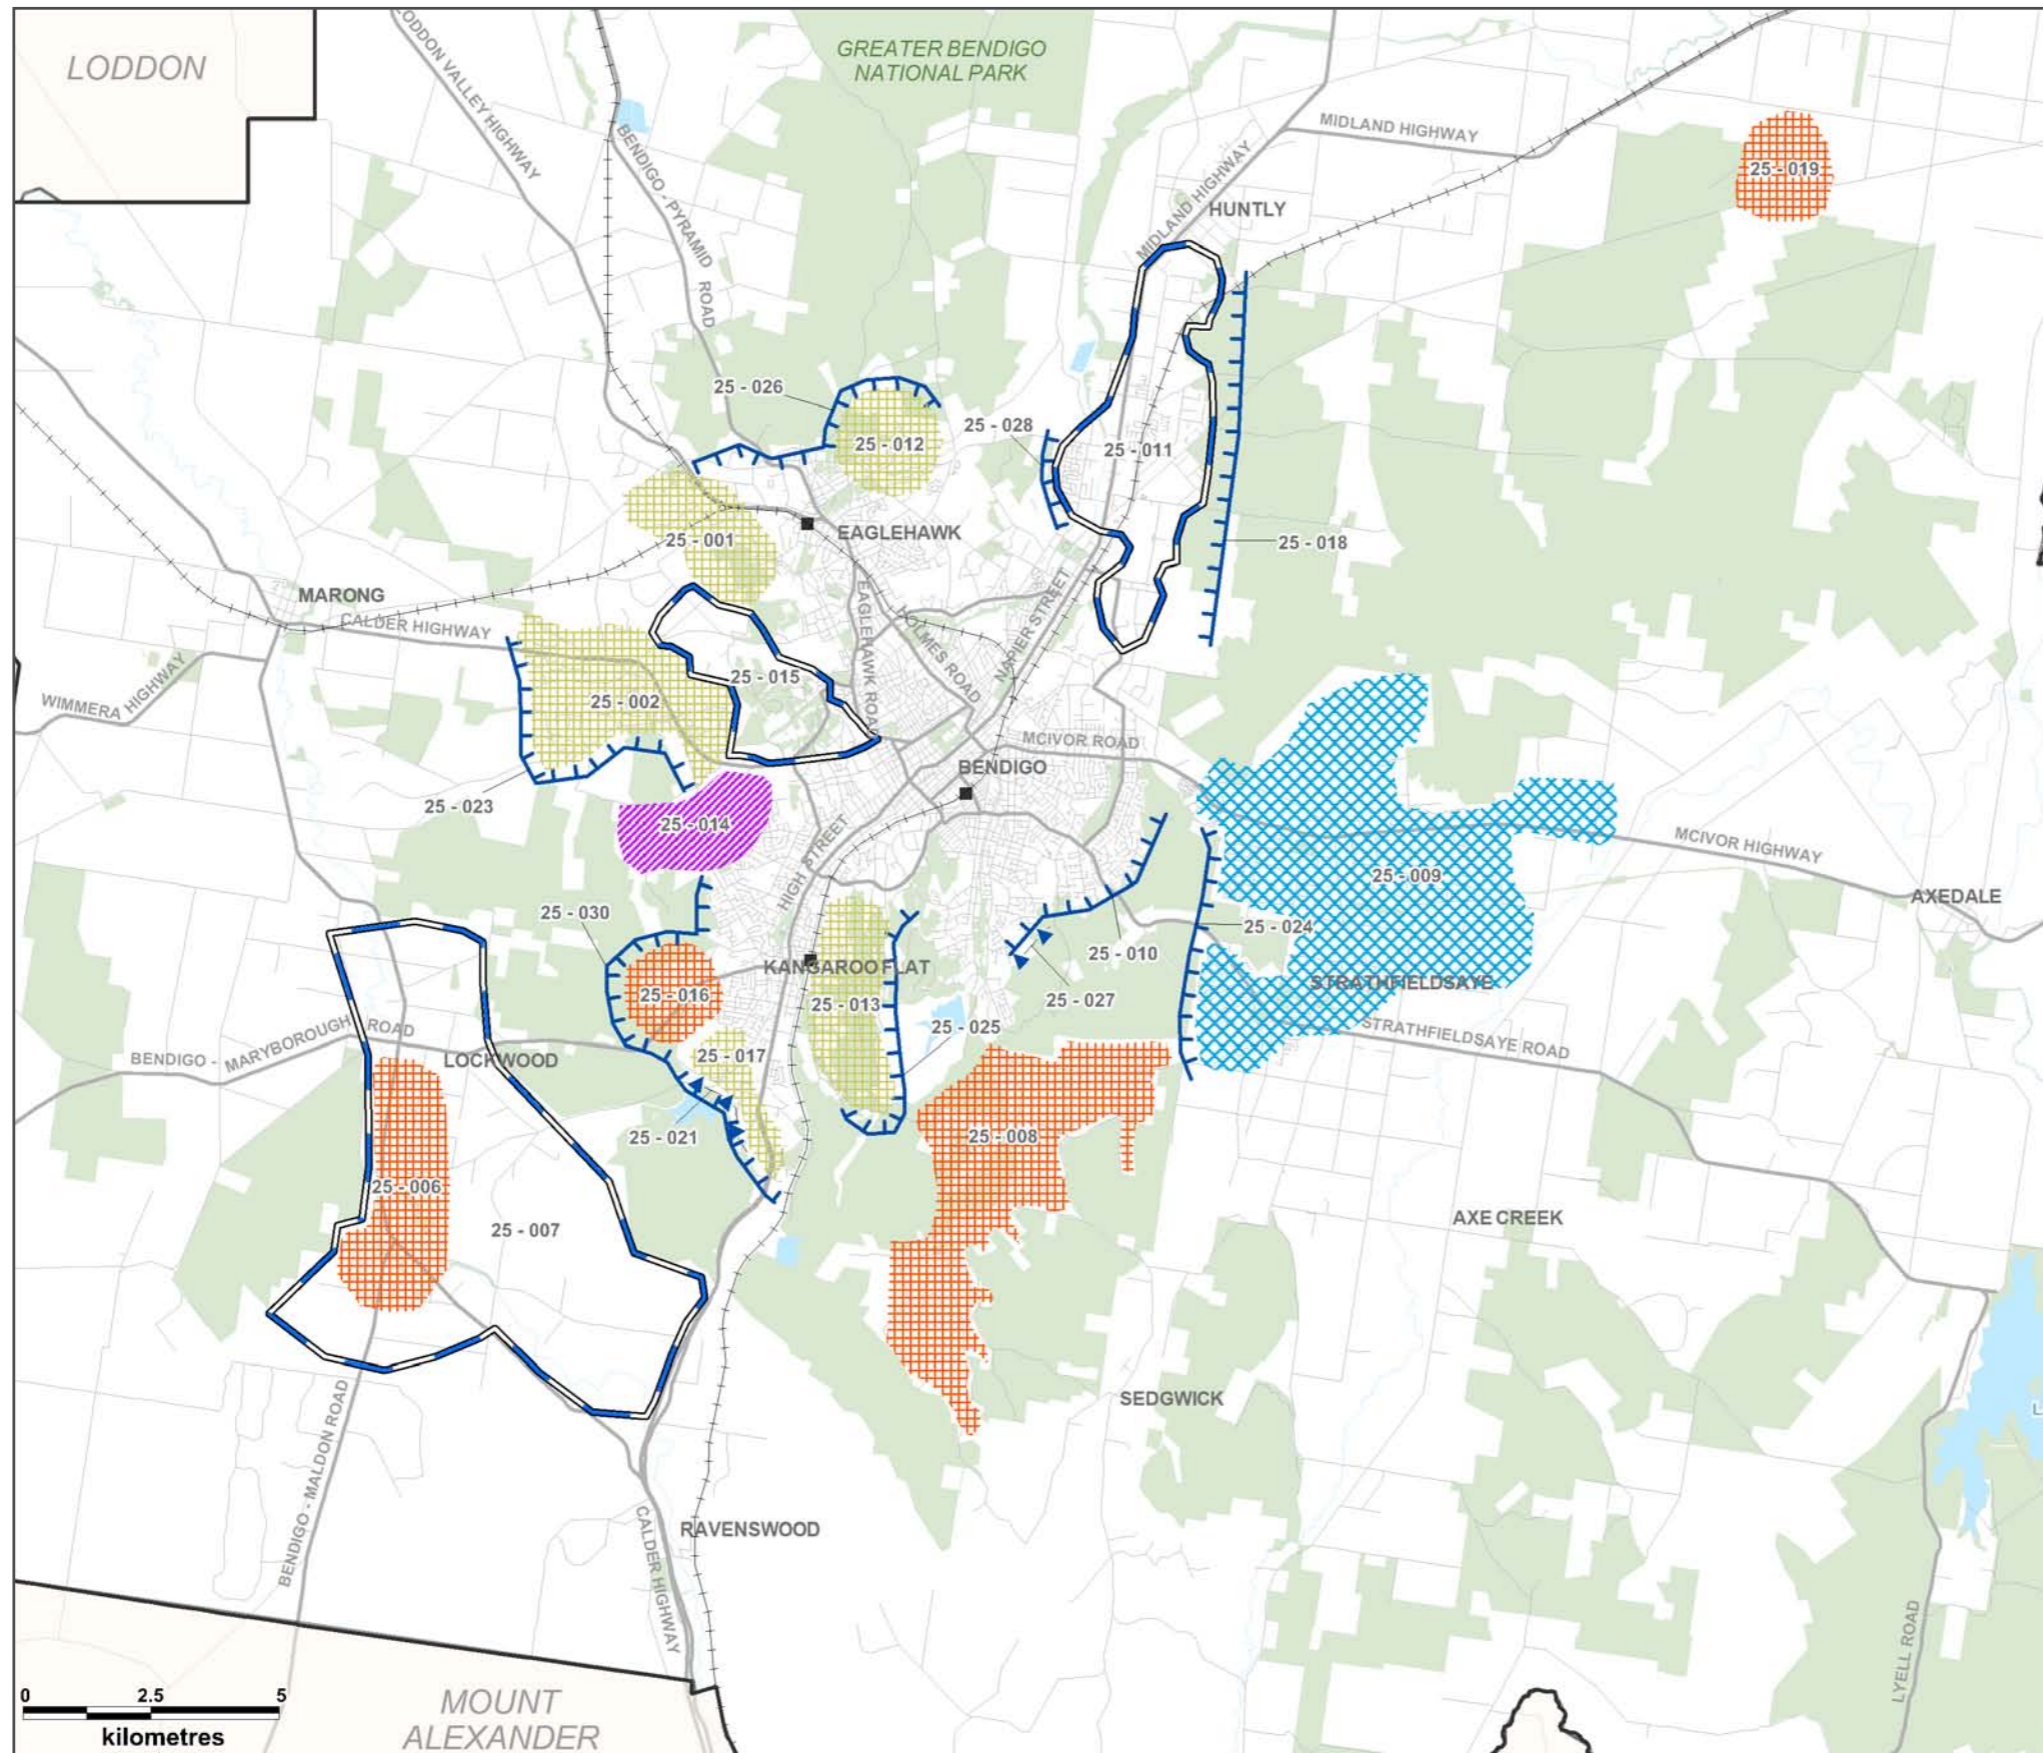 LODDON
LODDON VALLEY HIGHWAY
BENDIGO - PYRAMID ROAD
GREATER BENDIGO
NATIONAL PARK
MIDLAND HIGHWAY
25 - 019
MIDLAND HIGHWAY
HUNTLY
25 - 026
25 - 012
25 - 028
25 - 011
25 - 001
EAGLEHAWK
25 - 018
MARONG
CALDER HIGHWAY
EAGLEHAWK ROAD
HOLMES ROAD
NAPIER STREET
WIMMERA HIGHWAY
25 - 002
25 - 015
MCIVOR ROAD
BENDIGO
25 - 023
25 - 014
HIGH STREET
MCIVOR HIGHWAY
25 - 009
AXEDALE
25 - 030
25 - 024
25 - 010
KANGAROO FLAT
STRATHFIELDSAYE
25 - 016
25 - 013
25 - 027
25 - 025
STRATHFIELDSAYE ROAD
BENDIGO - MARYBOROUGH ROAD
LOCKWOOD
25 - 017
25 - 021
25 - 008
25 - 006
25 - 007
AXE CREEK
SEDGWICK
L
BENDIGO - MALDON ROAD
RAVENSWOOD
CALDER HIGHWAY
LYELL ROAD
0 2.5 5
kilometres
MOUNT
ALEXANDER